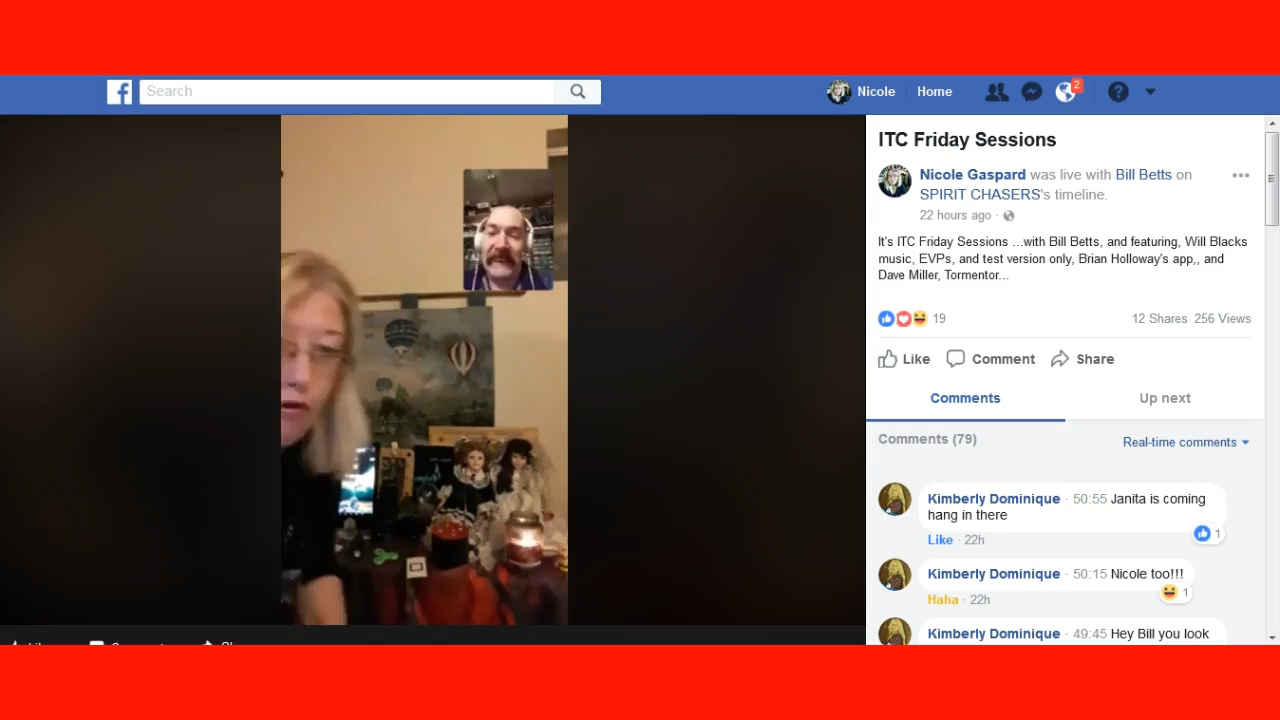 Search
Nicole
Home
2
ITC Friday Sessions
Nicole Gaspard was live with Bill Betts on
SPIRIT CHASERS's timeline.
22 hours ago ·
It's ITC Friday Sessions ...with Bill Betts, and featuring, Will Blacks
music, EVPs, and test version only, Brian Holloway's app,, and
Dave Miller, Tormentor...
19
12 Shares 256 Views
Like Comment Share
Comments Up next
Comments (79)
Real-time comments
Kimberly Dominique · 50:55 Janita is coming
hang in there
1
Like · 22h
Kimberly Dominique · 50:15 Nicole too!!!
1
Haha · 22h
Kimberly Dominique · 49:45 Hey Bill you look